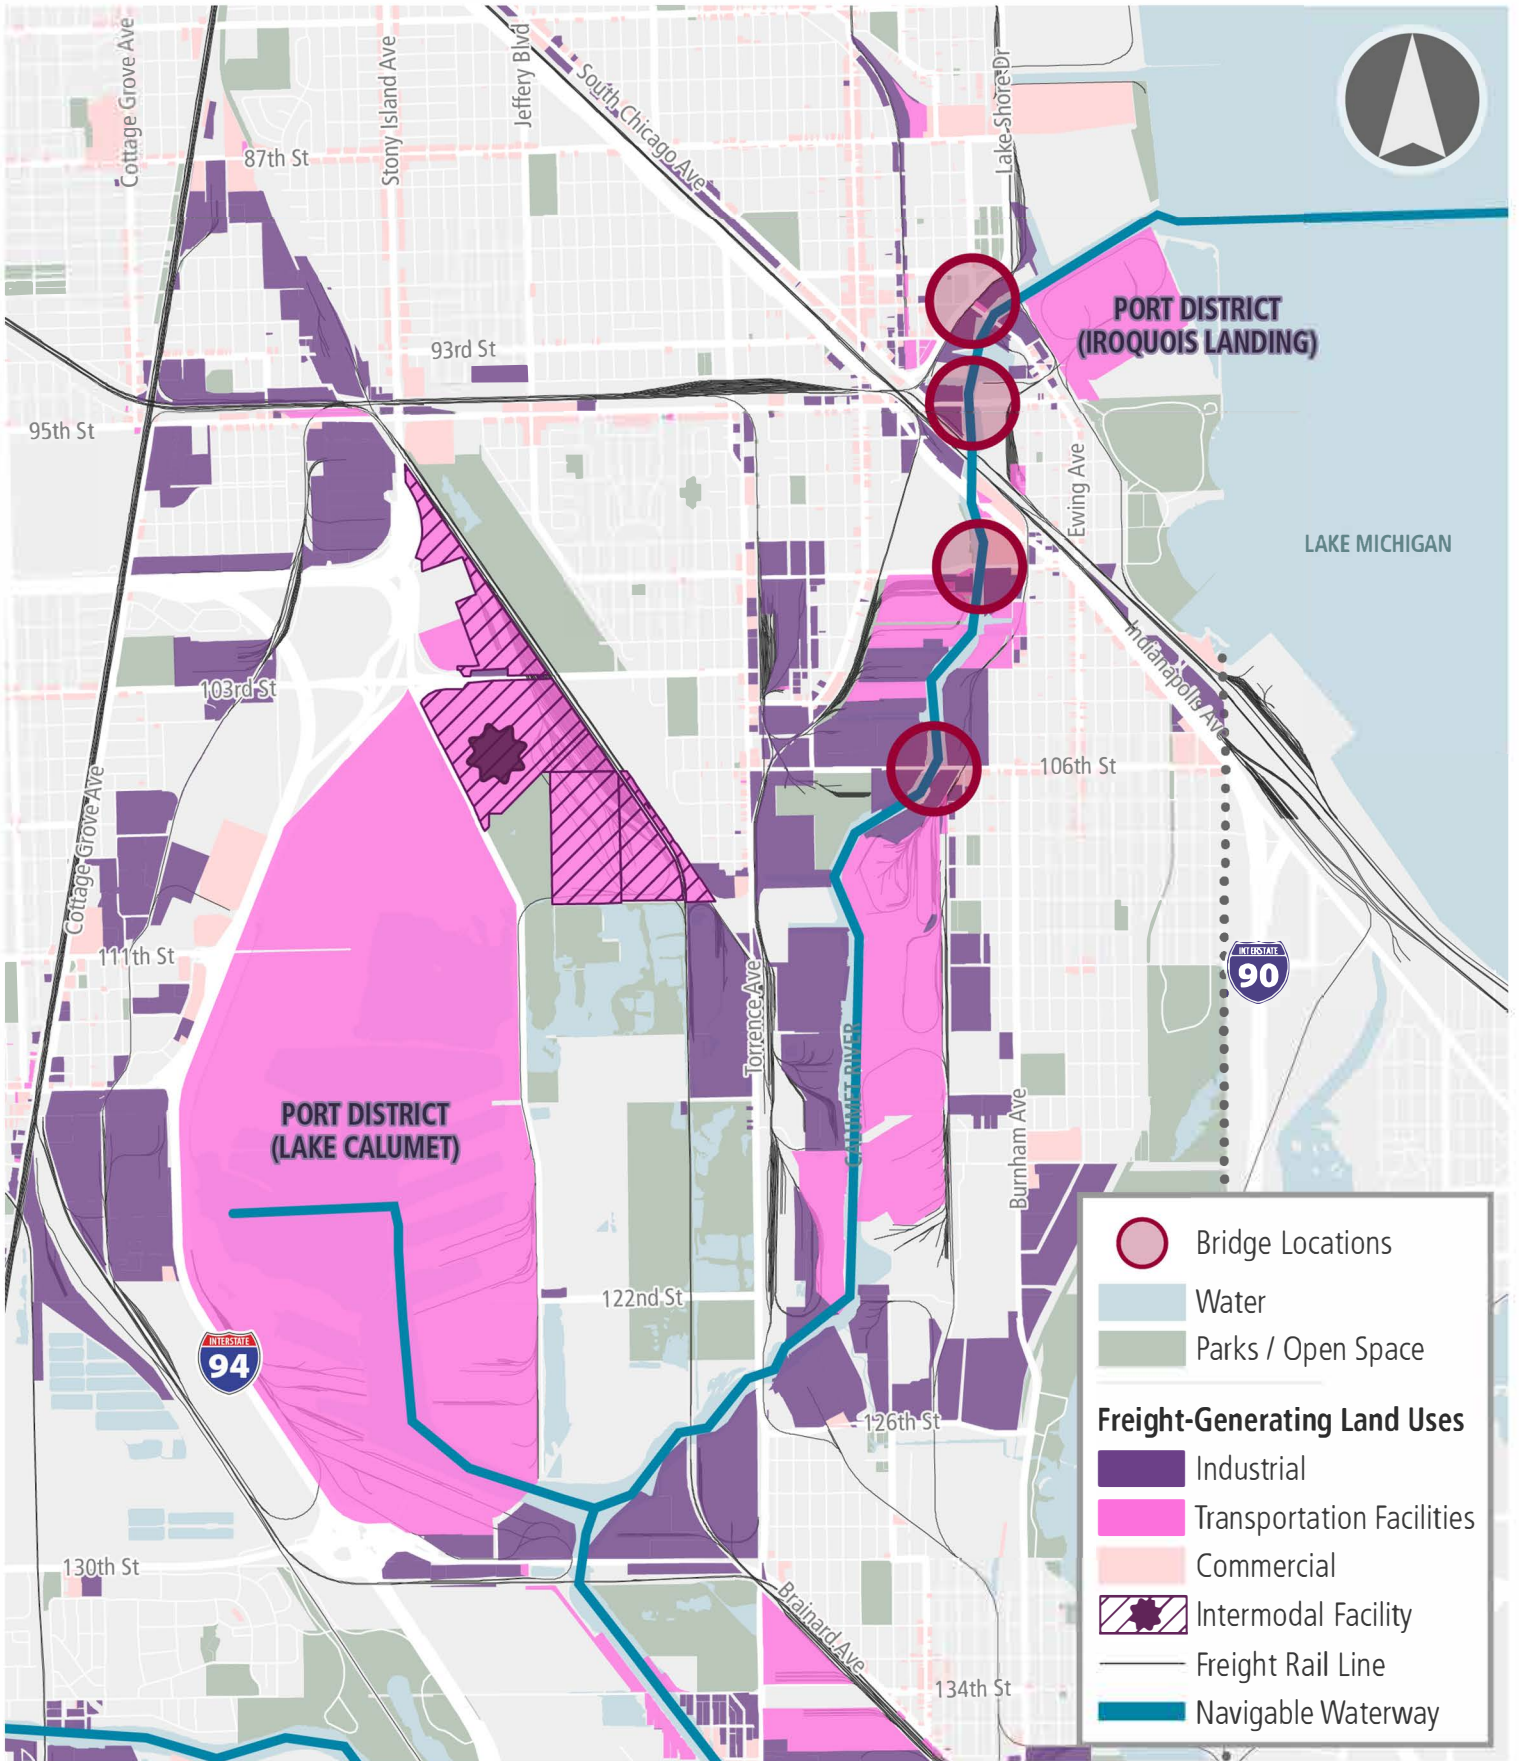 Cottage Grove Ave
Stony Island Ave
Jeffery Blvd
South Chicago Ave
Lake Shore Dr
87th St
PORT DISTRICT
(IROQUOIS LANDING)
93rd St
95th St
Ewing Ave
LAKE MICHIGAN
Indianapolis Ave
103rd St
106th St
Cottage Grove Ave
111th St
INTERSTATE
90
Torrence Ave
CALUMET RIVER
Burnham Ave
PORT DISTRICT
(LAKE CALUMET)
122nd St
INTERSTATE
94
126th St
130th St
Brainard Ave
134th St
Bridge Locations
Water
Parks / Open Space
Freight-Generating Land Uses
Industrial
Transportation Facilities
Commercial
Intermodal Facility
Freight Rail Line
Navigable Waterway